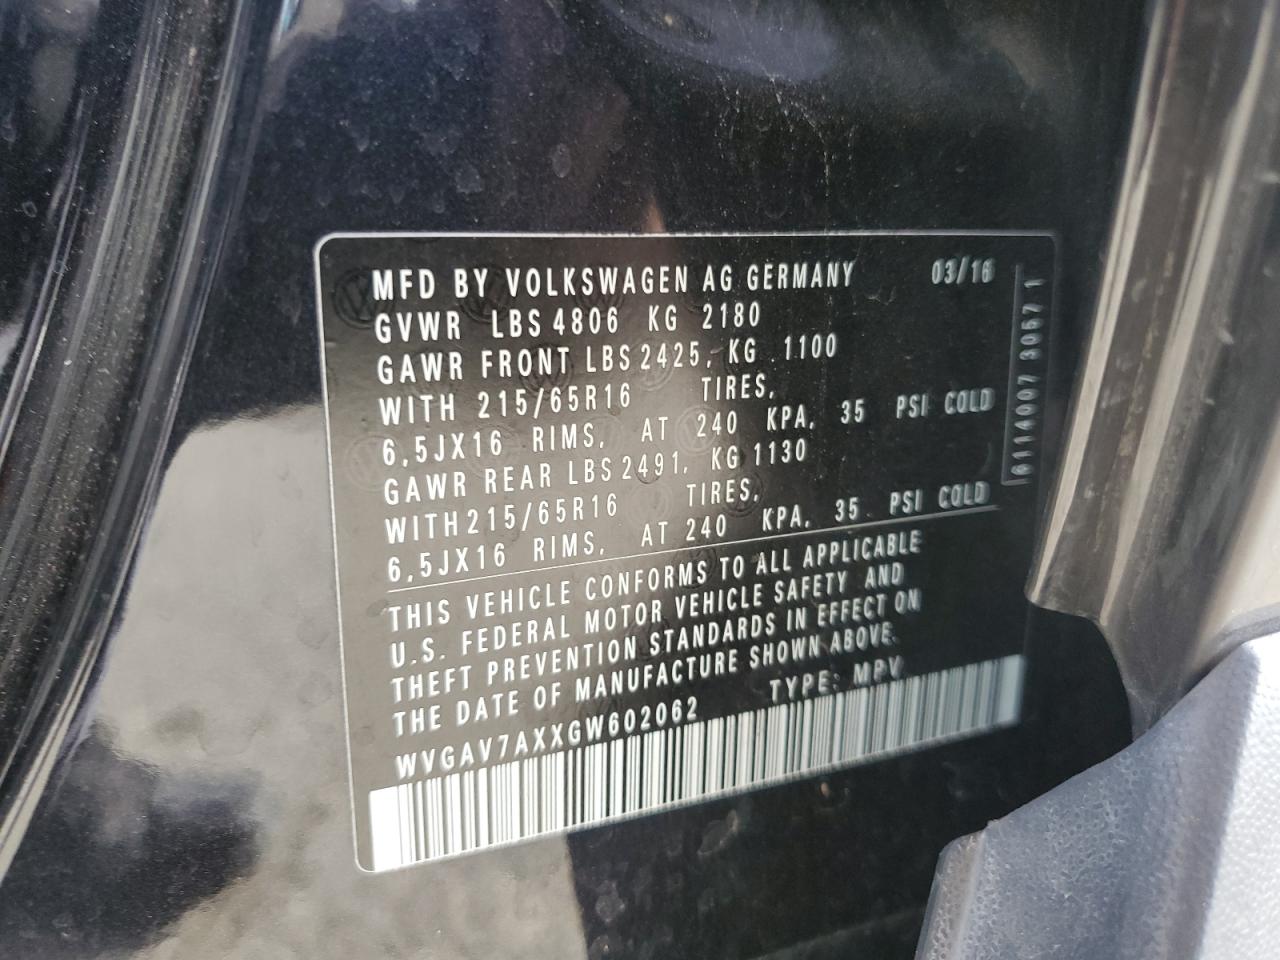 MFD BY VOLKSWAGEN AG GERMANY 03/16
GVWR LBS 4806 KG 2180
GAWR FRONT LBS 2425, KG 1100
WITH 215/65R16 TIRES,
6,5JX16 RIMS, AT 240 KPA, 35 PSI COLD
GAWR REAR LBS 2491, KG 1130
WITH 215/65R16 TIRES,
6,5JX16 RIMS, AT 240 KPA, 35 PSI COLD
THIS VEHICLE CONFORMS TO ALL APPLICABLE
U.S. FEDERAL MOTOR VEHICLE SAFETY AND
THEFT PREVENTION STANDARDS IN EFFECT ON
THE DATE OF MANUFACTURE SHOWN ABOVE.
WVGAV7AXXGW602062 TYPE: MPV
6114007 30671